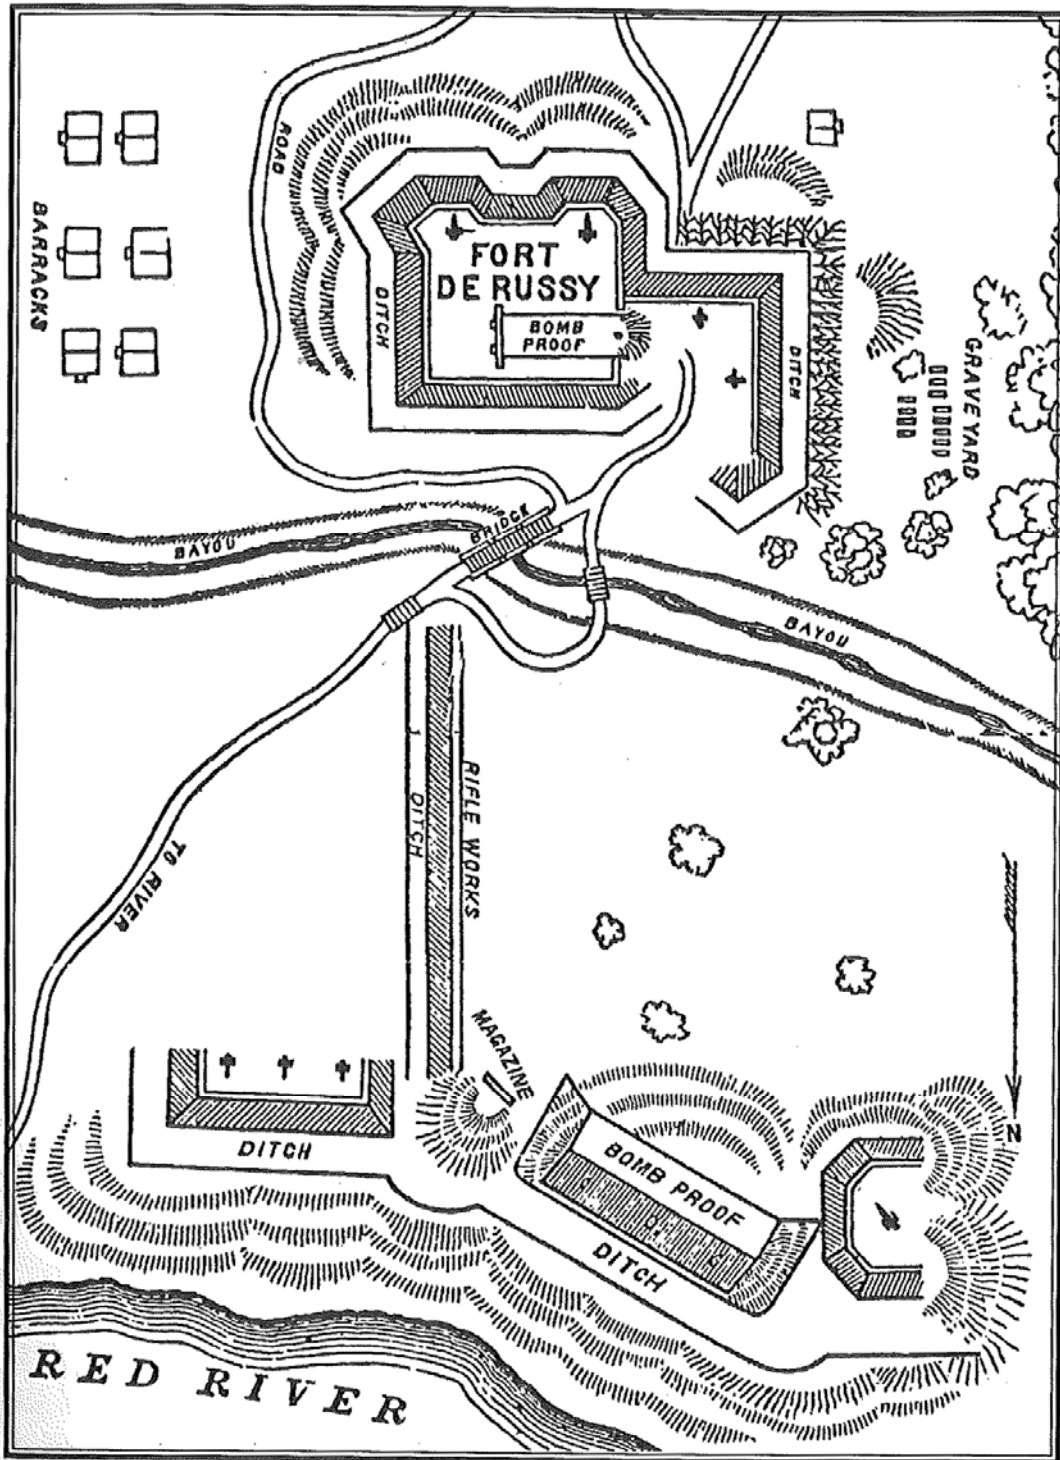 ROAD
BARRACKS
FORT
DE RUSSY
BOMB
PROOF
DITCH
DITCH
GRAVEYARD
BRIDGE
BAYOU
BAYOU
DITCH
RIFLE WORKS
TO RIVER
MAGAZINE
N
DITCH
BOMB PROOF
DITCH
RED RIVER